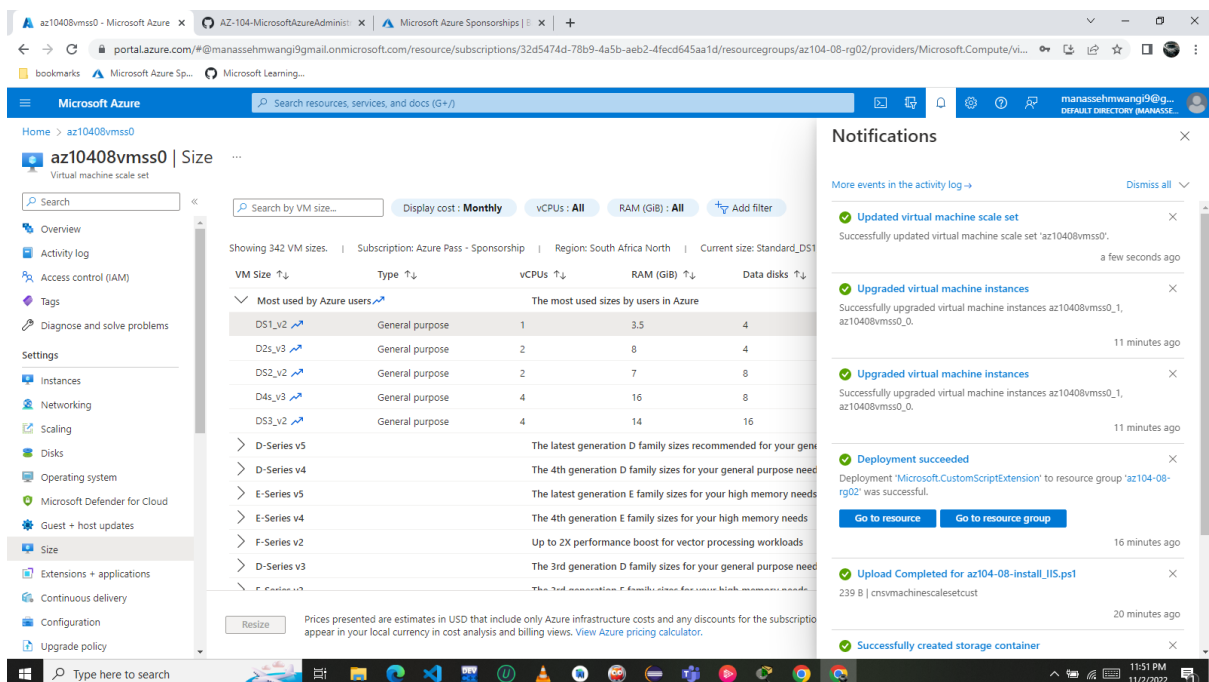 az10408vmss0 - Microsoft Azure
AZ-104-MicrosoftAzureAdminist
Microsoft Azure Sponsorships | E
portal.azure.com/#@manassehmwangi9gmail.onmicrosoft.com/resource/subscriptions/32d5474d-78b9-4a5b-aeb2-4fecd645aa1d/resourcegroups/az104-08-rg02/providers/Microsoft.Compute/vi...
bookmarks
Microsoft Azure Sp...
Microsoft Learning...
Microsoft Azure
Search resources, services, and docs (G+/)
manassehmwangi9@g...
DEFAULT DIRECTORY (MANASSE...
Home > az10408vmss0
az10408vmss0 | Size ...
Virtual machine scale set
Search
«
Overview
Activity log
Access control (IAM)
Tags
Diagnose and solve problems
Settings
Instances
Networking
Scaling
Disks
Operating system
Microsoft Defender for Cloud
Guest + host updates
Size
Extensions + applications
Continuous delivery
Configuration
Upgrade policy
Search by VM size...
Display cost : Monthly
vCPUs : All
RAM (GiB) : All
Add filter
Showing 342 VM sizes. | Subscription: Azure Pass - Sponsorship | Region: South Africa North | Current size: Standard_DS1
VM Size ↑↓ Type ↑↓ vCPUs ↑↓ RAM (GiB) ↑↓ Data disks ↑↓
Most used by Azure users The most used sizes by users in Azure
DS1_v2 General purpose 1 3.5 4
D2s_v3 General purpose 2 8 4
DS2_v2 General purpose 2 7 8
D4s_v3 General purpose 4 16 8
DS3_v2 General purpose 4 14 16
D-Series v5 The latest generation D family sizes recommended for your gene
D-Series v4 The 4th generation D family sizes for your general purpose need
E-Series v5 The latest generation E family sizes for your high memory needs
E-Series v4 The 4th generation E family sizes for your high memory needs
F-Series v2 Up to 2X performance boost for vector processing workloads
D-Series v3 The 3rd generation D family sizes for your general purpose need
E-Series v3 The 3rd generation E family sizes for your high memory needs
Resize
Prices presented are estimates in USD that include only Azure infrastructure costs and any discounts for the subscriptio
appear in your local currency in cost analysis and billing views. View Azure pricing calculator.
Notifications
More events in the activity log →
Dismiss all
Updated virtual machine scale set
Successfully updated virtual machine scale set 'az10408vmss0'.
a few seconds ago
Upgraded virtual machine instances
Successfully upgraded virtual machine instances az10408vmss0_1,
az10408vmss0_0.
11 minutes ago
Upgraded virtual machine instances
Successfully upgraded virtual machine instances az10408vmss0_1,
az10408vmss0_0.
11 minutes ago
Deployment succeeded
Deployment 'Microsoft.CustomScriptExtension' to resource group 'az104-08-
rg02' was successful.
Go to resource
Go to resource group
16 minutes ago
Upload Completed for az104-08-install_IIS.ps1
239 B | cnsvmachinescalesetcust
20 minutes ago
Successfully created storage container
Type here to search
DEV
11:51 PM
11/2/2022